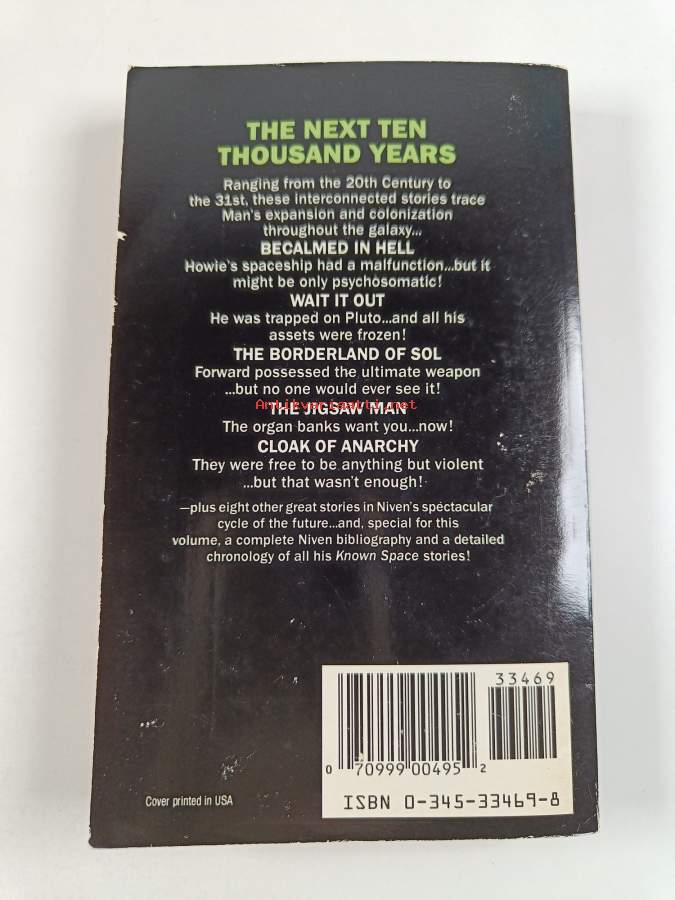 THE NEXT TEN
THOUSAND YEARS
Ranging from the 20th Century to
the 31st, these interconnected stories trace
Man's expansion and colonization
throughout the galaxy...
BECALMED IN HELL
Howie's spaceship had a malfunction...but it
might be only psychosomatic!
WAIT IT OUT
He was trapped on Pluto...and all his
assets were frozen!
THE BORDERLAND OF SOL
Forward possessed the ultimate weapon
...but no one would ever see it!
Antikvariaatti.net
THE JIGSAW MAN
The organ banks want you...now!
CLOAK OF ANARCHY
They were free to be anything but violent
...but that wasn't enough!
—plus eight other great stories in Niven's spectacular
cycle of the future...and, special for this
volume, a complete Niven bibliography and a detailed
chronology of all his Known Space stories!
33469
0 70999 00495 2
ISBN 0-345-33469-8
Cover printed in USA